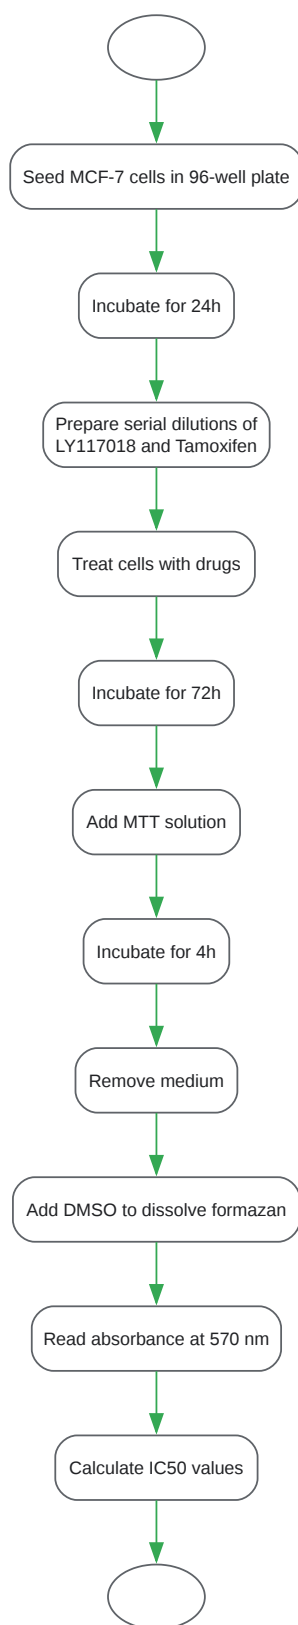 Seed MCF-7 cells in 96-well plate
Incubate for 24h
Prepare serial dilutions of
LY117018 and Tamoxifen
Treat cells with drugs
Incubate for 72h
Add MTT solution
Incubate for 4h
Remove medium
Add DMSO to dissolve formazan
Read absorbance at 570 nm
Calculate IC50 values